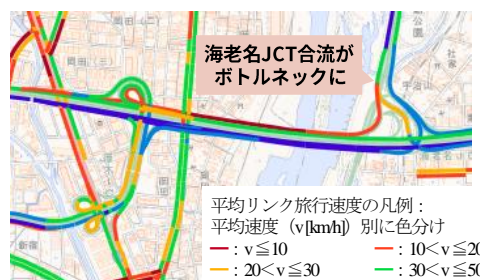 海老名JCT合流が
ボトルネックに
平均リンク旅行速度の凡例：
平均速度（v[km/h]）別に色分け
：v≦10
：10<v≦20
：20<v≦30
：30<v≦50